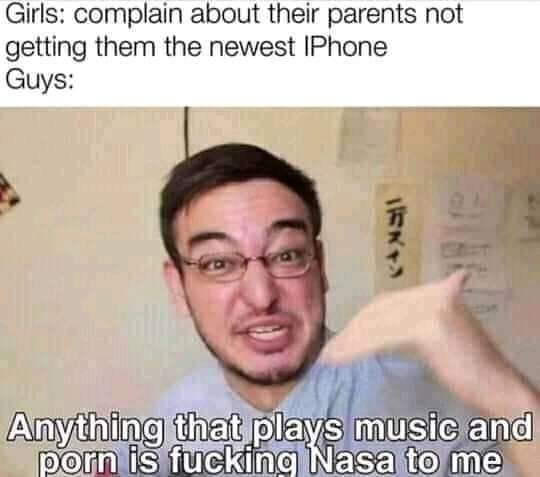 Girls: complain about their parents not
getting them the newest IPhone
Guys:
Anything that plays music and
porn is fucking Nasa to me